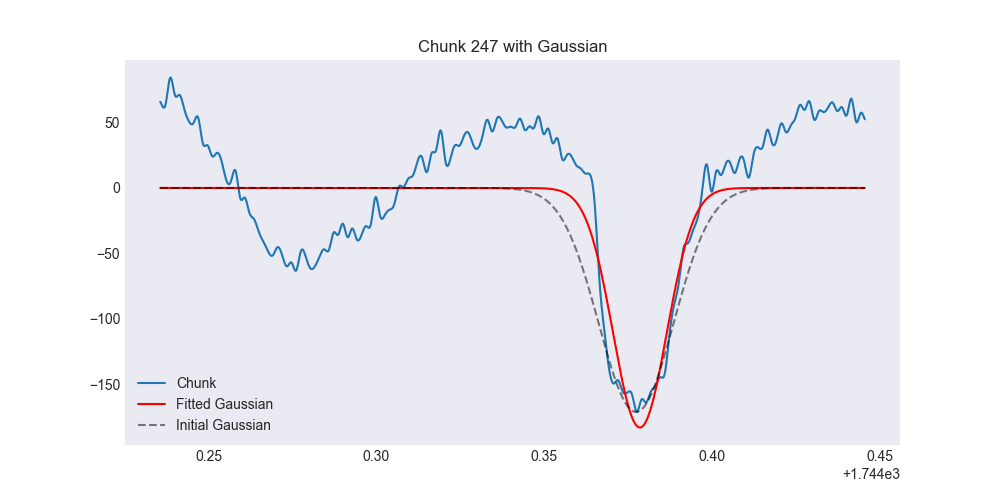 Chunk 247 with Gaussian
50
0
−50
−100
−150
Chunk
Fitted Gaussian
Initial Gaussian
0.25 0.30 0.35 0.40 0.45
+1.744e3